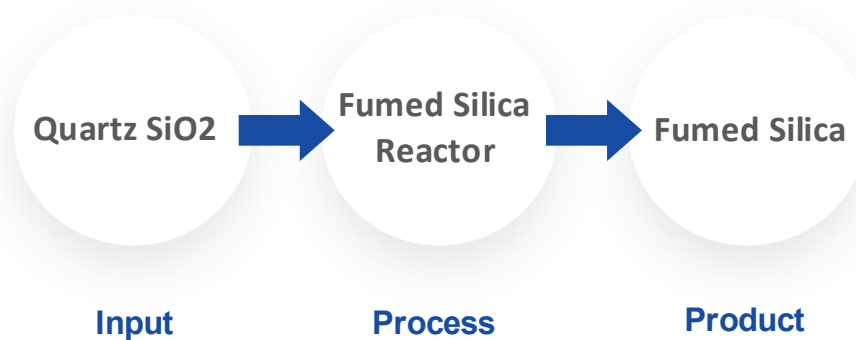 Quartz SiO2
Fumed Silica
Reactor
Fumed Silica
Input
Process
Product